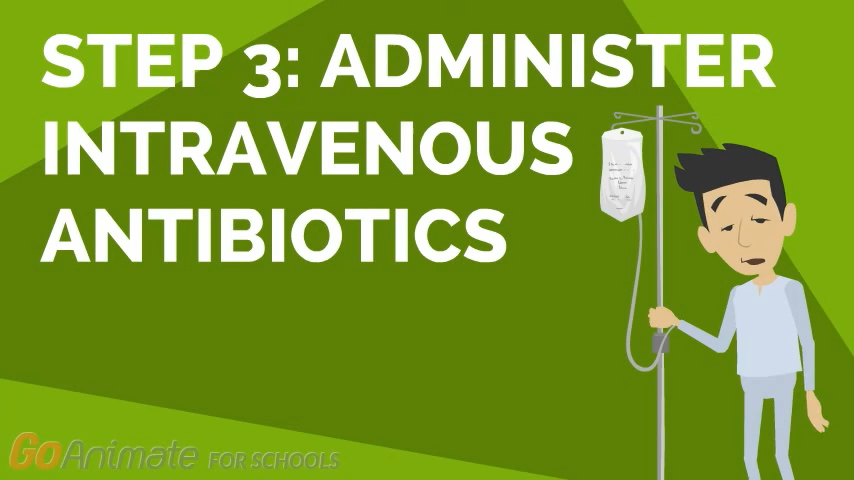 STEP 3: ADMINISTER
INTRAVENOUS
ANTIBIOTICS
GoAnimate FOR SCHOOLS